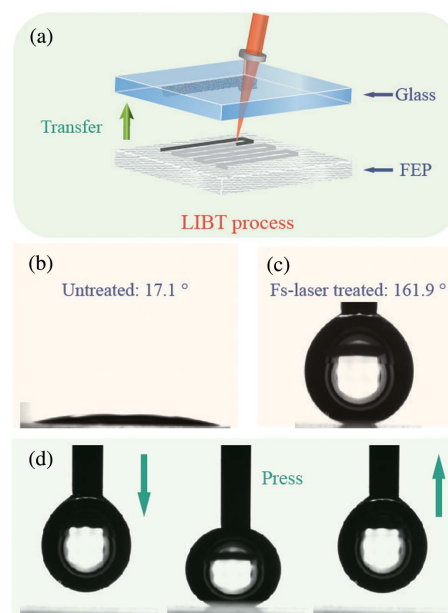 (a)
Glass
Transfer
FEP
LIBT process
(b)
Untreated: 17.1 °
(c)
Fs-laser treated: 161.9 °
(d)
Press